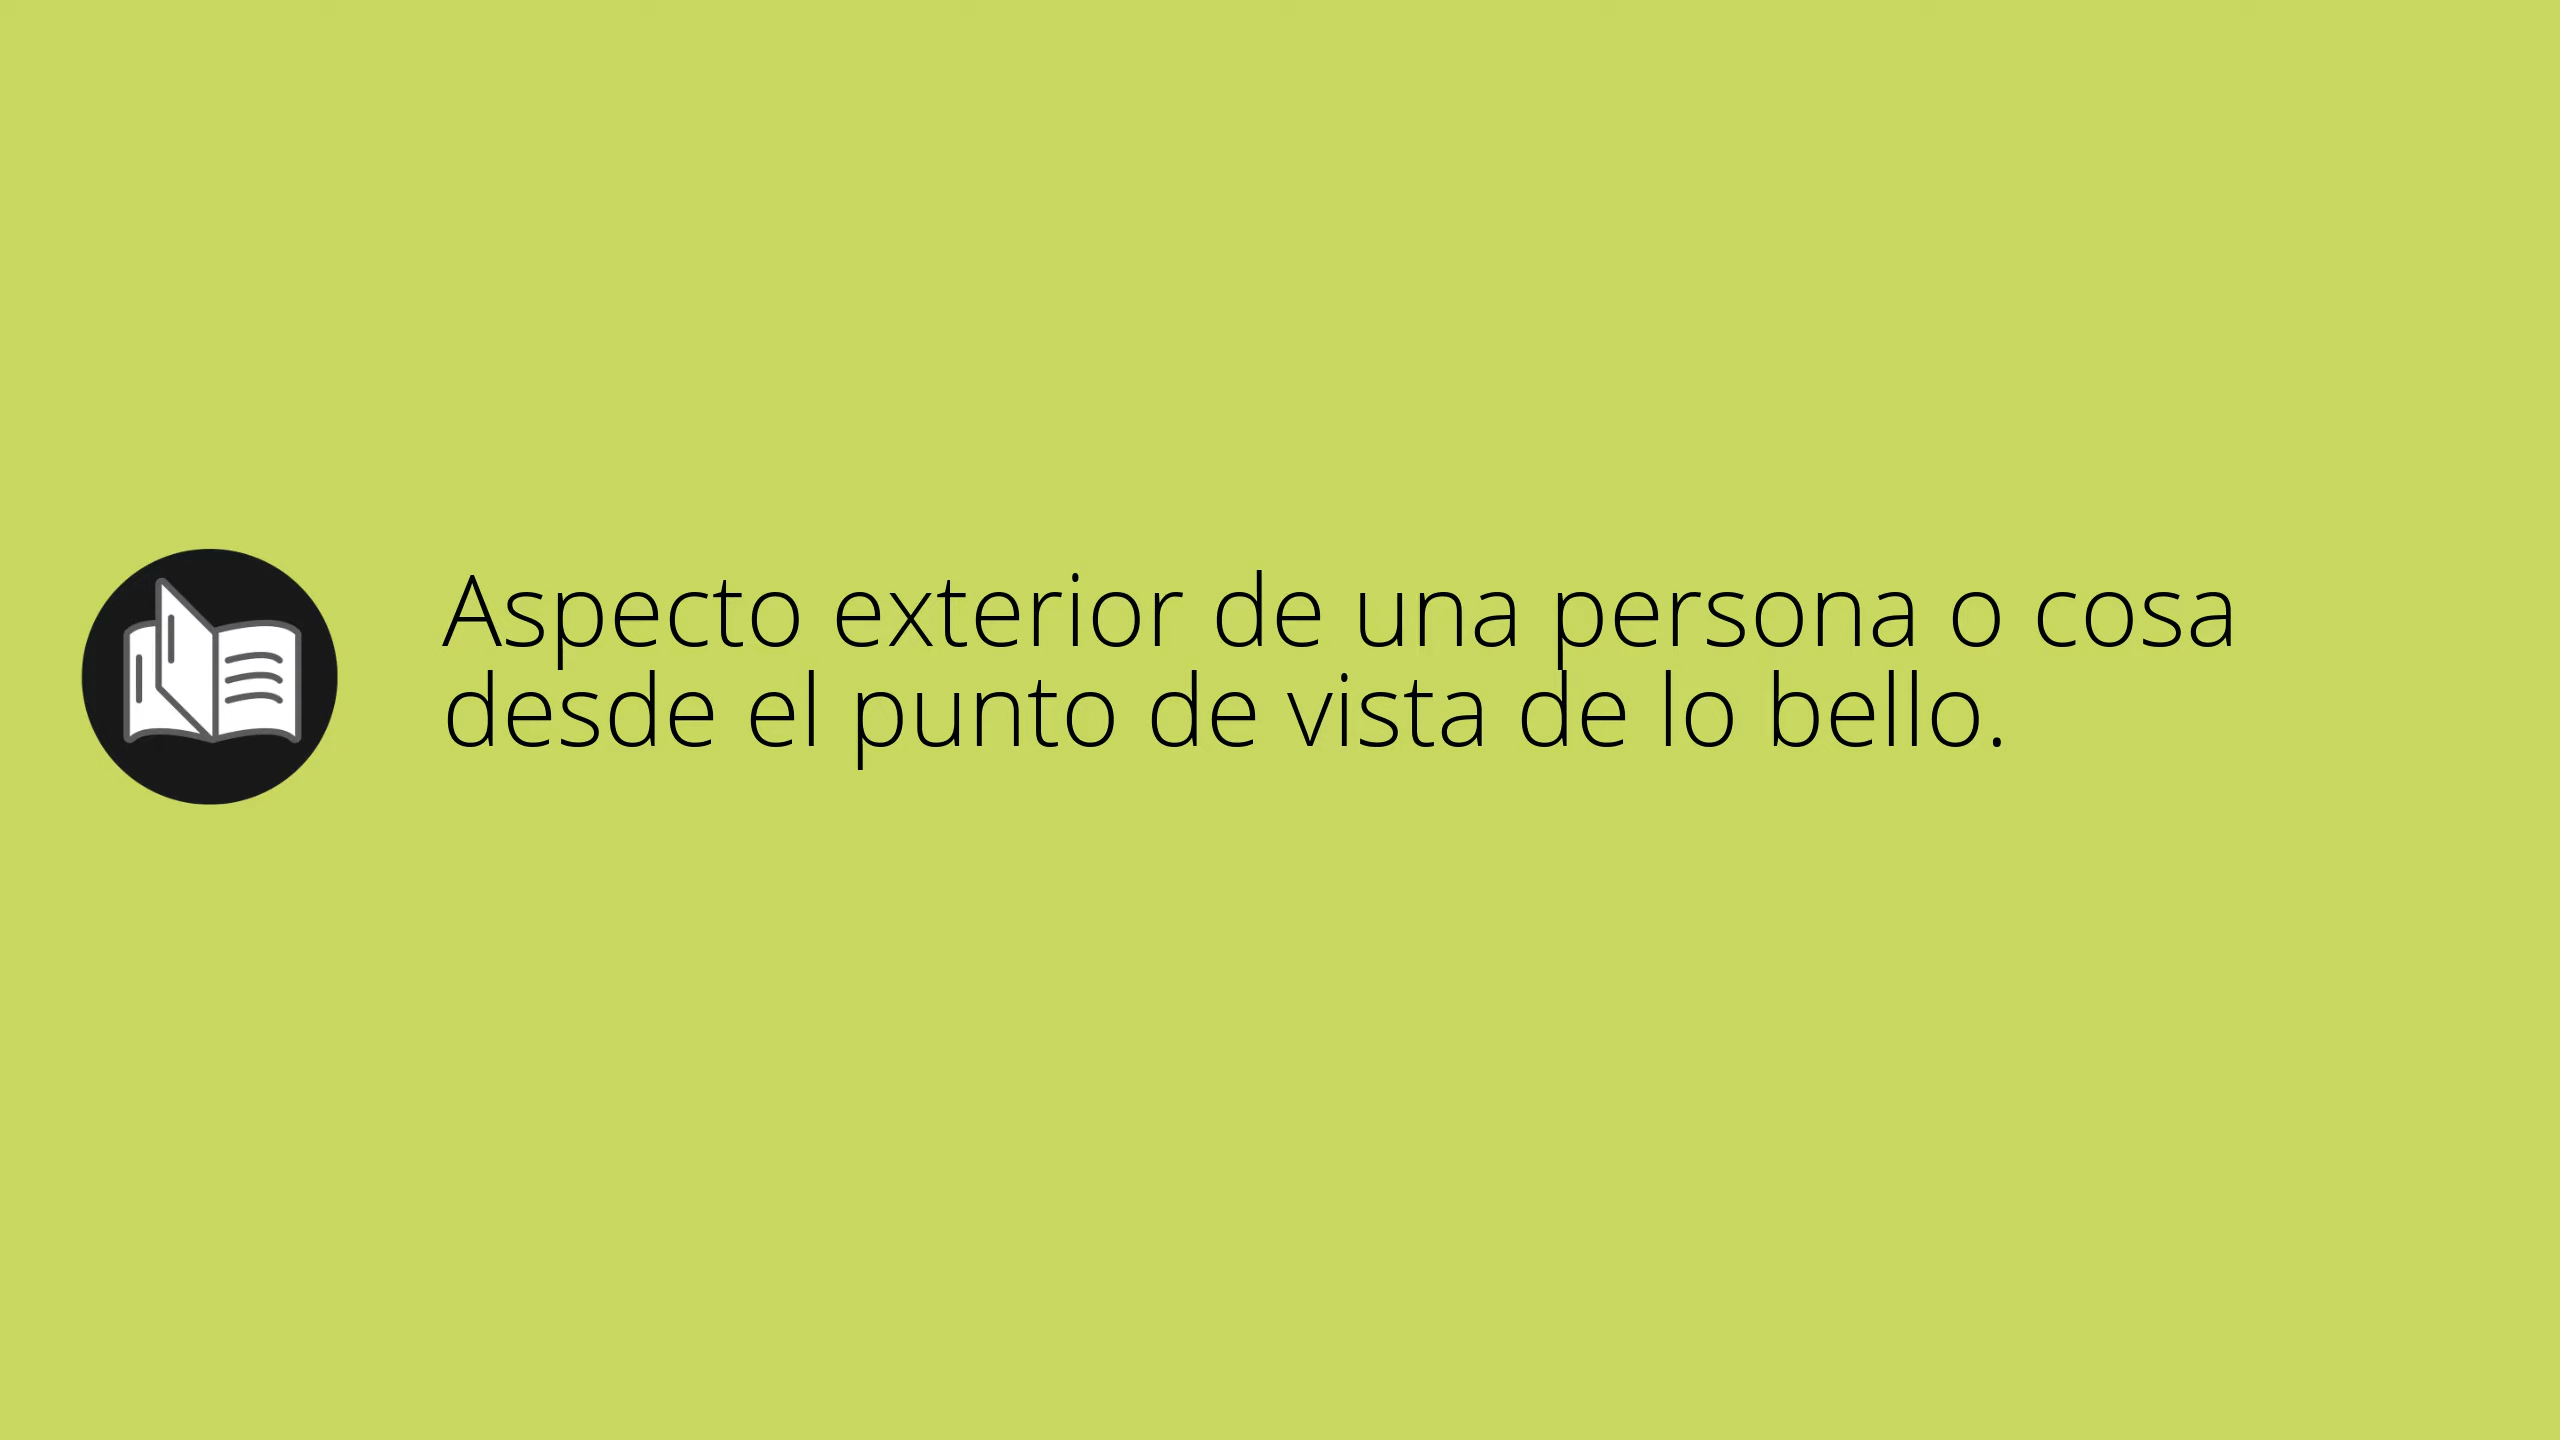 Aspecto exterior de una persona o cosa
desde el punto de vista de lo bello.